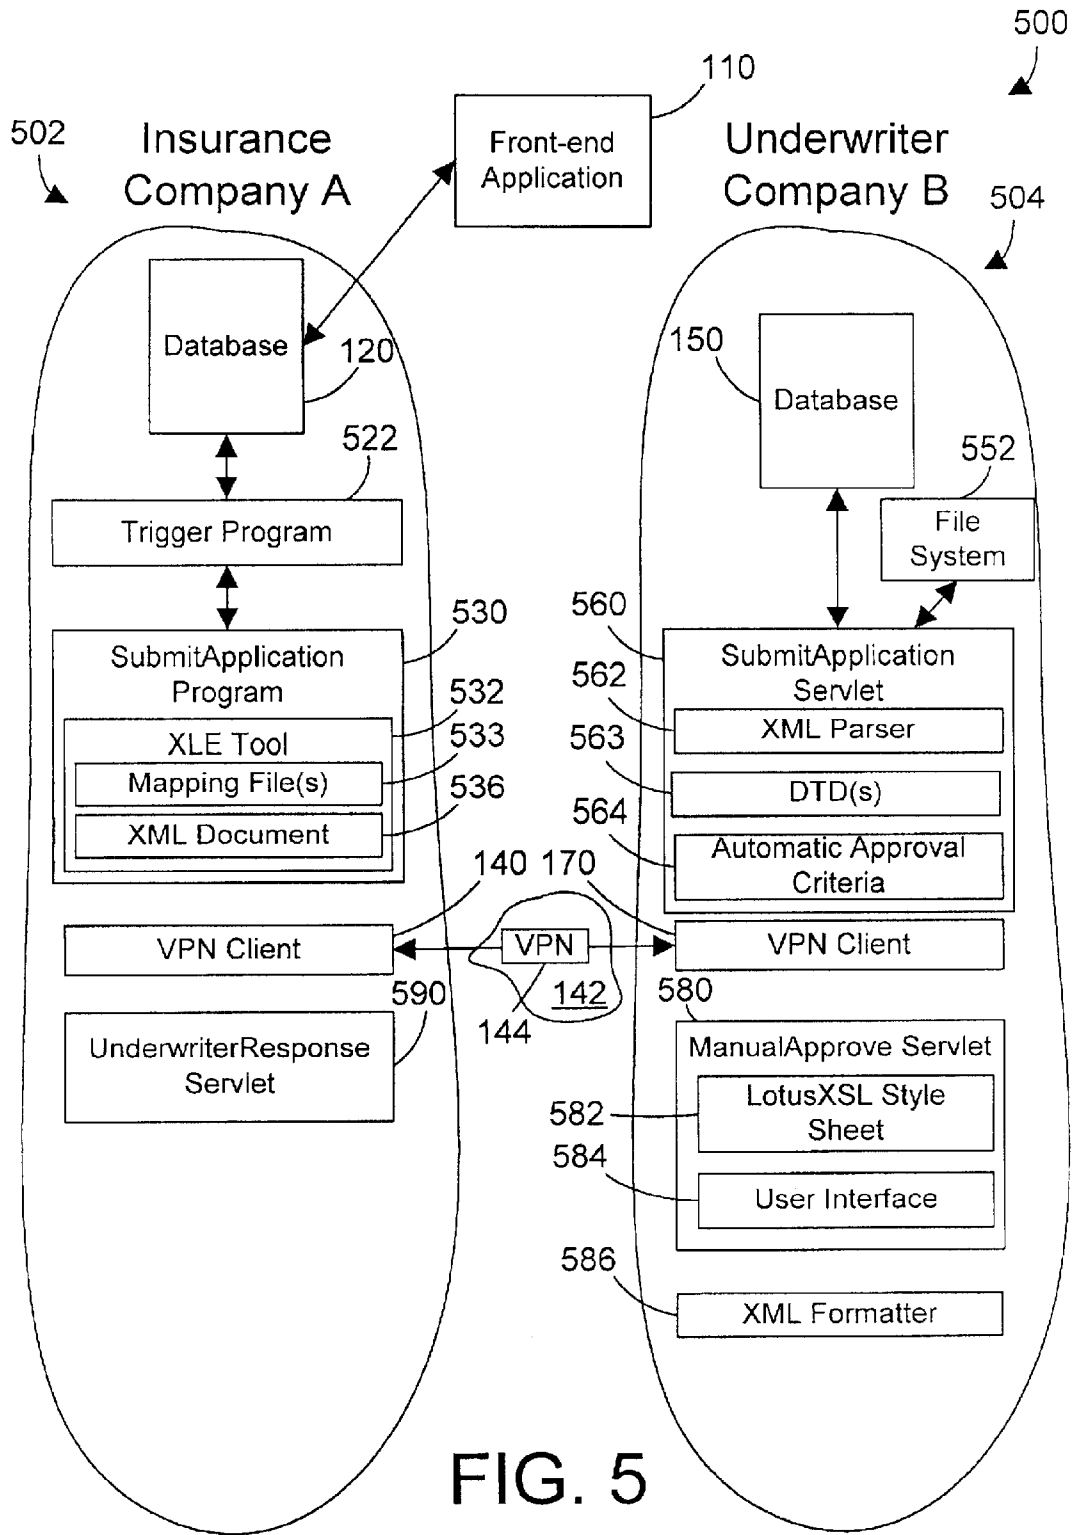 500
110
502
Insurance
Company A
Front-end
Application
Underwriter
Company B
504
Database
120
150
Database
522
552
Trigger Program
File
System
530
560
SubmitApplication
Program
SubmitApplication
Servlet
532
562
XLE Tool
XML Parser
533
563
Mapping File(s)
DTD(s)
536
564
XML Document
Automatic Approval
Criteria
140
170
VPN Client
VPN
VPN Client
142
144
590
580
UnderwriterResponse
Servlet
ManualApprove Servlet
582
LotusXSL Style
Sheet
584
User Interface
586
XML Formatter
FIG. 5